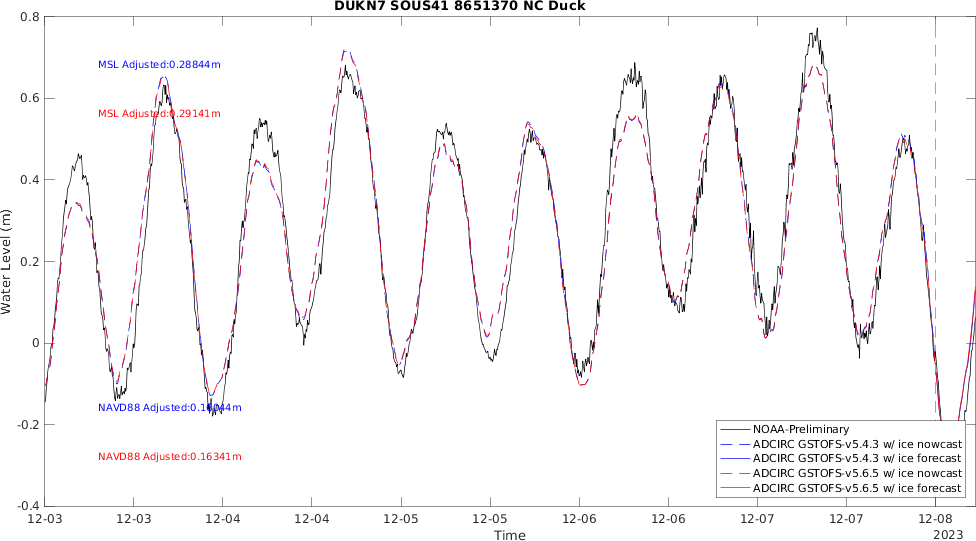 DUKN7 SOUS41 8651370 NC Duck
0.8
0.6
0.4
0.2
0
-0.2
-0.4
Water Level (m)
MSL Adjusted:0.28844m
MSL Adjusted:0.29141m
NAVD88 Adjusted:0.16044m
NAVD88 Adjusted:0.16341m
NOAA-Preliminary
ADCIRC GSTOFS-v5.4.3 w/ ice nowcast
ADCIRC GSTOFS-v5.4.3 w/ ice forecast
ADCIRC GSTOFS-v5.6.5 w/ ice nowcast
ADCIRC GSTOFS-v5.6.5 w/ ice forecast
12-03 12-03 12-04 12-04 12-05 12-05 12-06 12-06 12-07 12-07 12-08
Time
2023